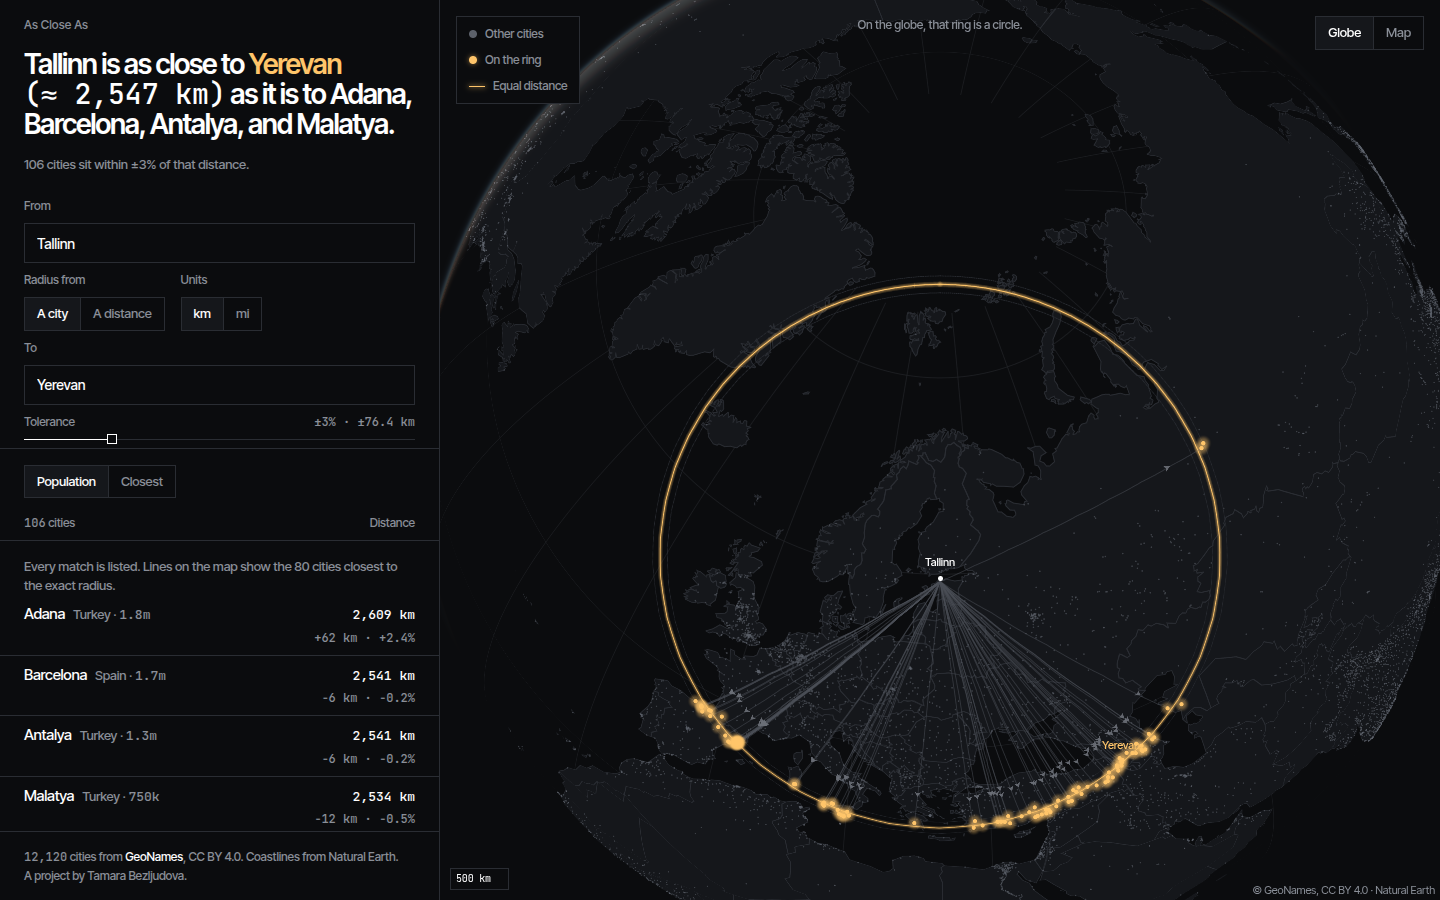 As Close As
Tallinn is as close to Yerevan
(≈ 2,547 km) as it is to Adana,
Barcelona, Antalya, and Malatya.
106 cities sit within ±3% of that distance.
From
Tallinn
Radius from
Units
A city
A distance
km
mi
To
Yerevan
Tolerance
±3% · ±76.4 km
Population
Closest
106 cities
Distance
Every match is listed. Lines on the map show the 80 cities closest to
the exact radius.
Adana Turkey · 1.8m 2,609 km
+62 km · +2.4%
Barcelona Spain · 1.7m 2,541 km
-6 km · -0.2%
Antalya Turkey · 1.3m 2,541 km
-6 km · -0.2%
Malatya Turkey · 750k 2,534 km
-12 km · -0.5%
12,120 cities from GeoNames, CC BY 4.0. Coastlines from Natural Earth.
A project by Tamara Bezljudova.
Other cities
On the ring
Equal distance
On the globe, that ring is a circle.
Globe
Map
Tallinn
Yerevan
500 km
© GeoNames, CC BY 4.0 · Natural Earth